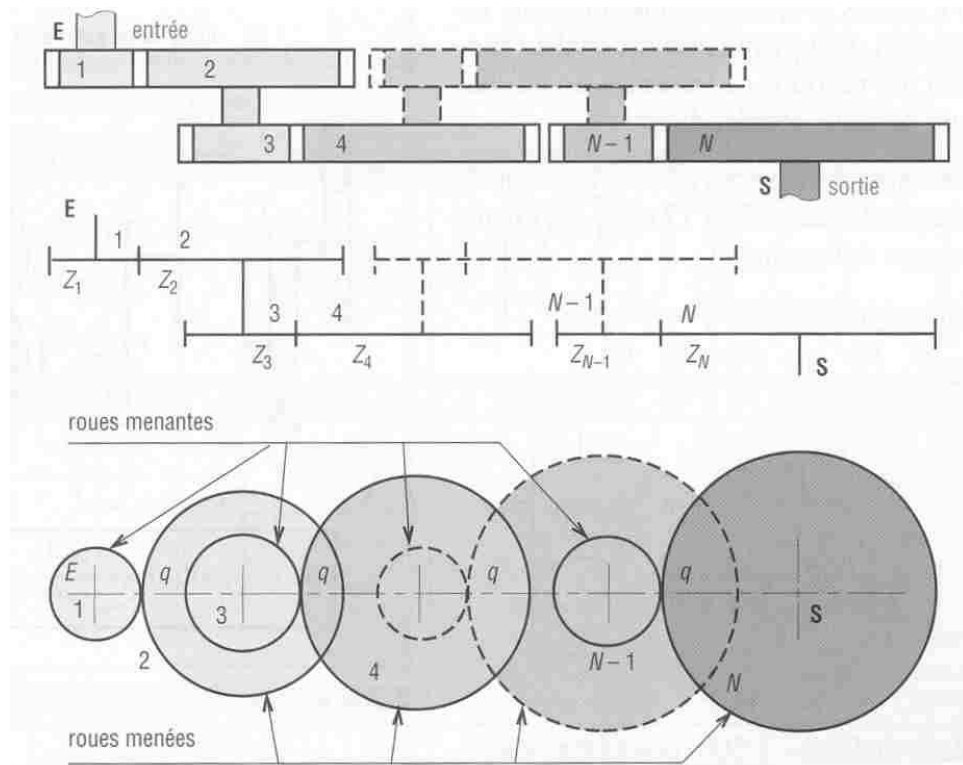 E entrée
1 2
3 4 N – 1 N
S sortie
E
1 2
Z1 Z2
3 4 N – 1 N
Z3 Z4 ZN–1 ZN
S
roues menantes
E q q q q
1 3 S
2 4 N – 1 N
roues menées